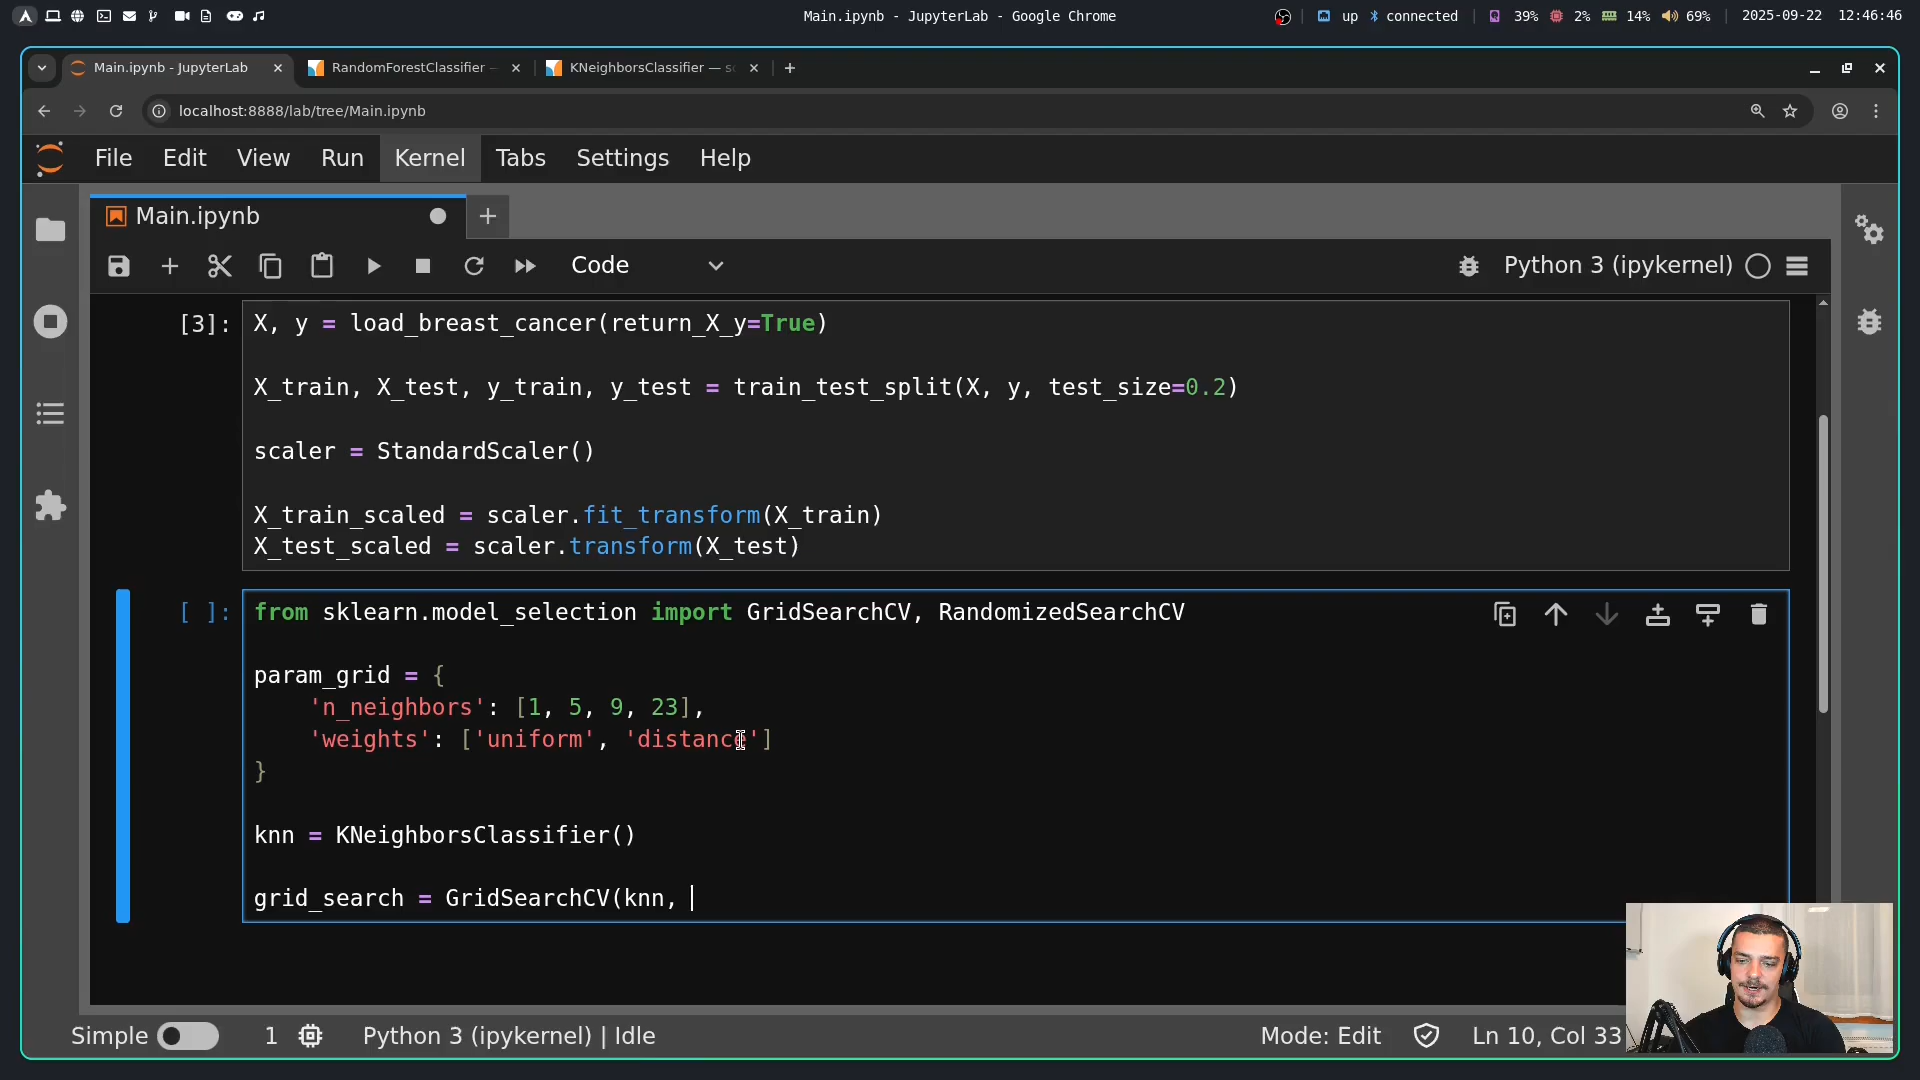 Main.ipynb - JupyterLab - Google Chrome
up
connected
39%
2%
14%
69%
2025-09-22
12:46:46
Main.ipynb - JupyterLab
RandomForestClassifier
KNeighborsClassifier — sc
localhost:8888/lab/tree/Main.ipynb
File
Edit
View
Run
Kernel
Tabs
Settings
Help
Main.ipynb
Code
Python 3 (ipykernel)
[3]:
X, y = load_breast_cancer(return_X_y=True)
X_train, X_test, y_train, y_test = train_test_split(X, y, test_size=0.2)
scaler = StandardScaler()
X_train_scaled = scaler.fit_transform(X_train)
X_test_scaled = scaler.transform(X_test)
[ ]:
from sklearn.model_selection import GridSearchCV, RandomizedSearchCV
param_grid = {
'n_neighbors': [1, 5, 9, 23],
'weights': ['uniform', 'distance']
}
knn = KNeighborsClassifier()
grid_search = GridSearchCV(knn,
Simple
1
Python 3 (ipykernel) | Idle
Mode: Edit
Ln 10, Col 33